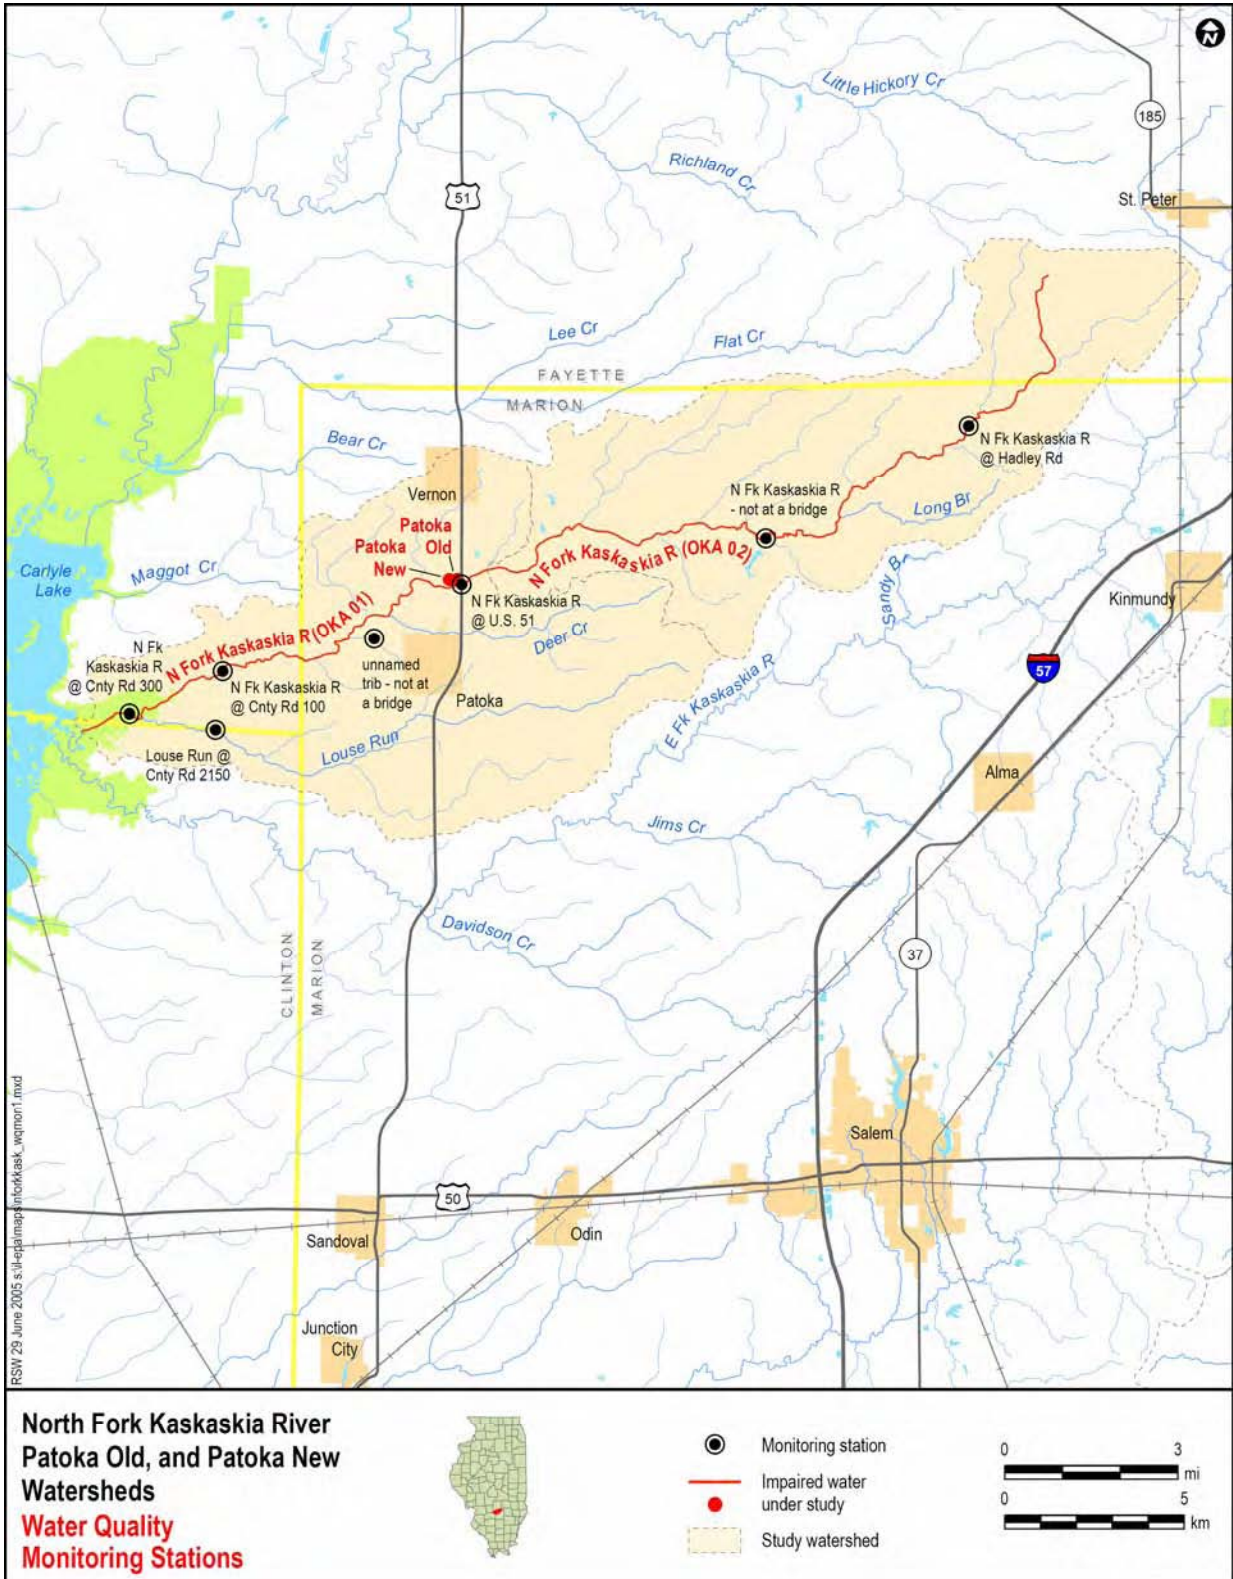 N
Little Hickory Cr
185
Richland Cr
51
St. Peter
Lee Cr
Flat Cr
FAYETTE
MARION
Bear Cr
N Fk Kaskaskia R
@ Hadley Rd
Vernon
N Fk Kaskaskia R
- not at a bridge
Long Br
Patoka
Old
Patoka
New
N Fork Kaskaskia R (OKA 02)
Carlyle
Lake
Maggot Cr
Sandy Br
Kinmundy
N Fk Kaskaskia R
@ U.S. 51
N Fork Kaskaskia R (OKA 01)
Deer Cr
N Fk
Kaskaskia R
@ Cnty Rd 300
unnamed
trib - not at
a bridge
57
N Fk Kaskaskia R
@ Cnty Rd 100
Patoka
E Fk Kaskaskia R
Louse Run
Louse Run @
Cnty Rd 2150
Alma
Jims Cr
Davidson Cr
CLINTON
MARION
37
Salem
50
Sandoval
Odin
Junction
City
RSW 29 June 2005 s:\il-epa\maps\nforkkask_wqmon1.mxd
North Fork Kaskaskia River
Patoka Old, and Patoka New
Watersheds
Water Quality
Monitoring Stations
Monitoring station
Impaired water
under study
Study watershed
0 3
mi
0 5
km